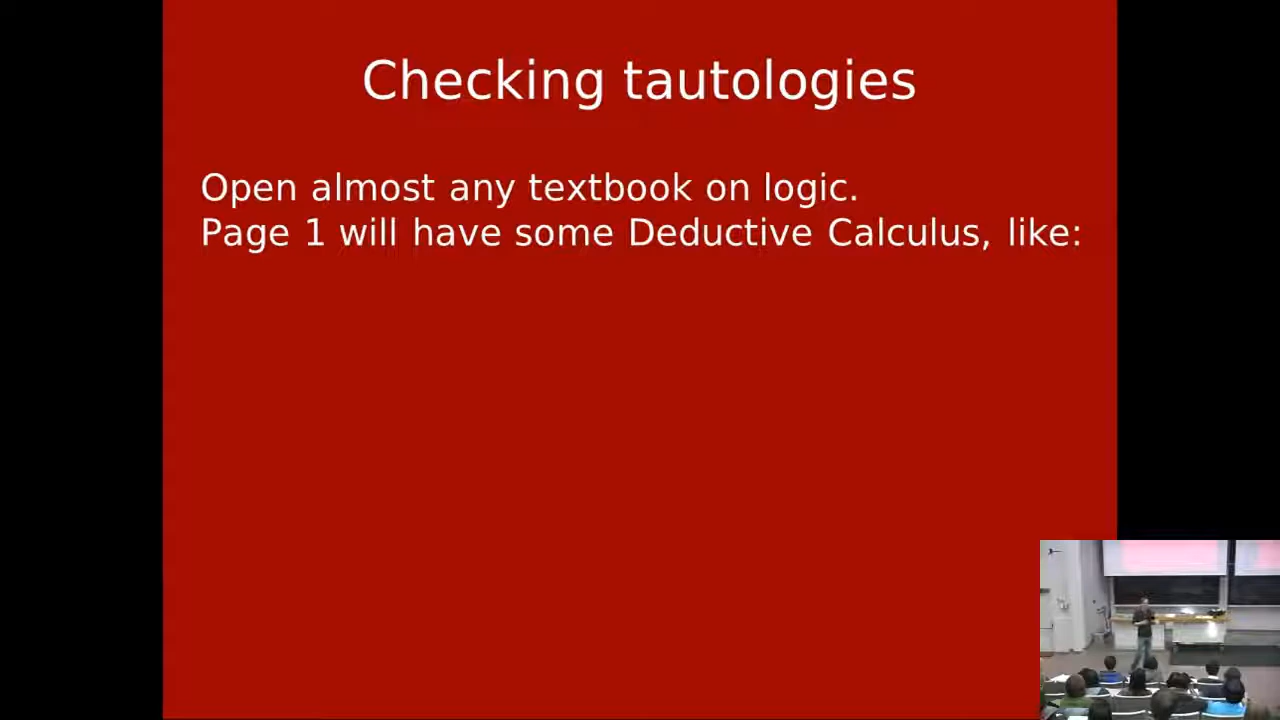 Checking tautologies
Open almost any textbook on logic.
Page 1 will have some Deductive Calculus, like: